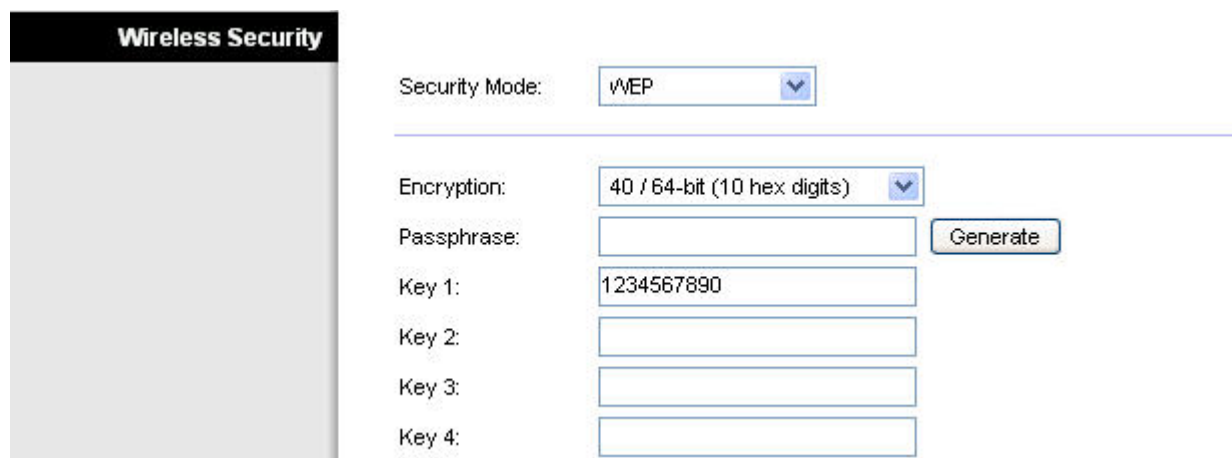 Wireless Security
Security Mode: WEP
Encryption: 40 / 64-bit (10 hex digits)
Passphrase: Generate
Key 1: 1234567890
Key 2:
Key 3:
Key 4: